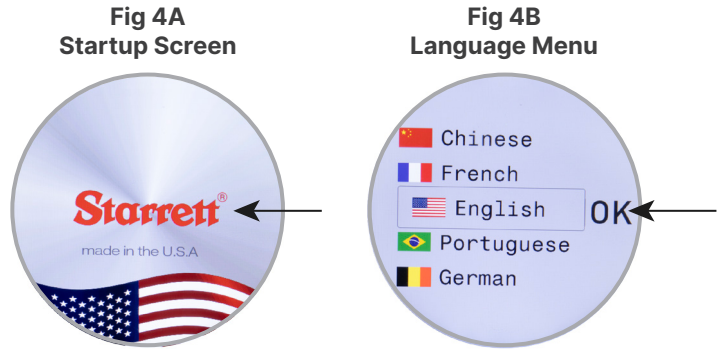 Fig 4A
Startup Screen
Starrett®
made in the U.S.A
Fig 4B
Language Menu
Chinese
French
English
OK
Portuguese
German